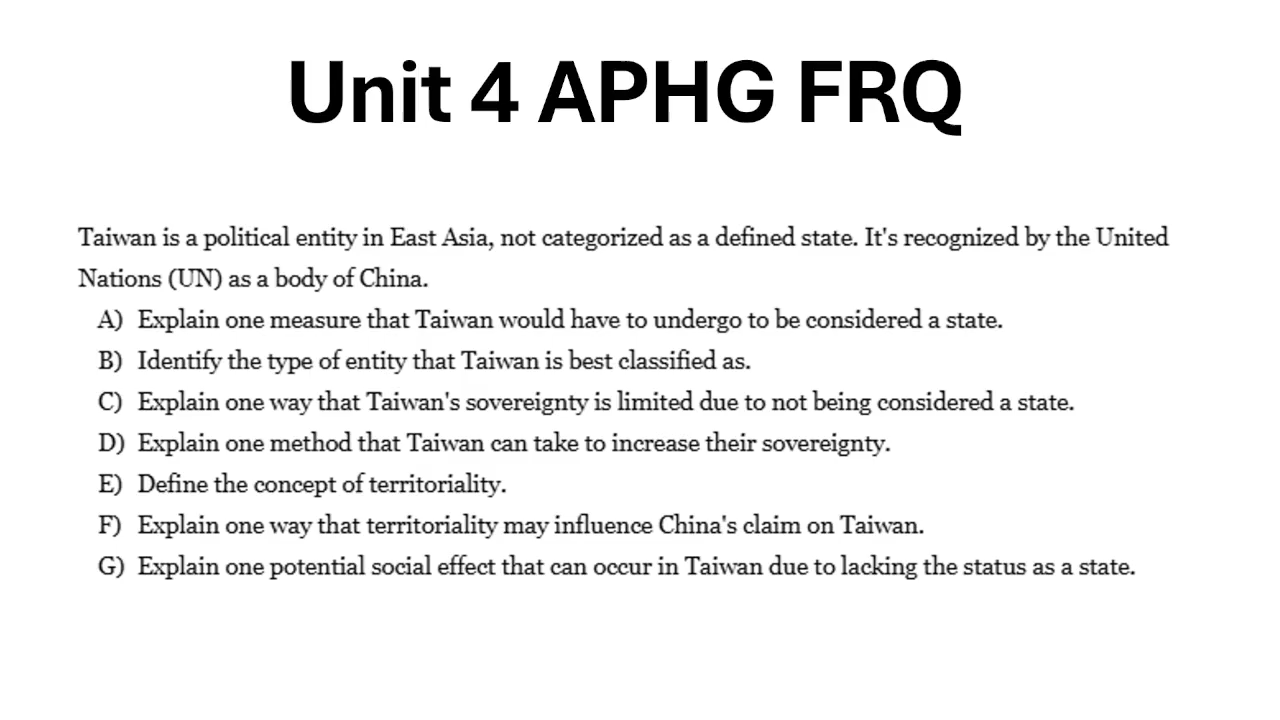 Unit 4 APHG FRQ
Taiwan is a political entity in East Asia, not categorized as a defined state. It's recognized by the United
Nations (UN) as a body of China.
A) Explain one measure that Taiwan would have to undergo to be considered a state.
B) Identify the type of entity that Taiwan is best classified as.
C) Explain one way that Taiwan's sovereignty is limited due to not being considered a state.
D) Explain one method that Taiwan can take to increase their sovereignty.
E) Define the concept of territoriality.
F) Explain one way that territoriality may influence China's claim on Taiwan.
G) Explain one potential social effect that can occur in Taiwan due to lacking the status as a state.